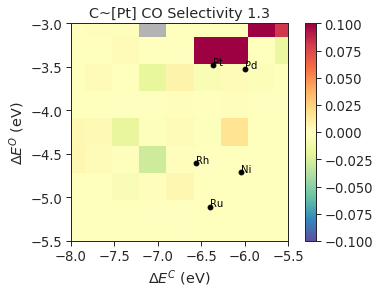 C~[Pt] CO Selectivity 1.3
ΔE^O (eV)
−3.0
−3.5
−4.0
−4.5
−5.0
−5.5
Pt
Pd
Rh
Ni
Ru
−8.0 −7.5 −7.0 −6.5 −6.0 −5.5
ΔE^C (eV)
0.100
0.075
0.050
0.025
0.000
−0.025
−0.050
−0.075
−0.100